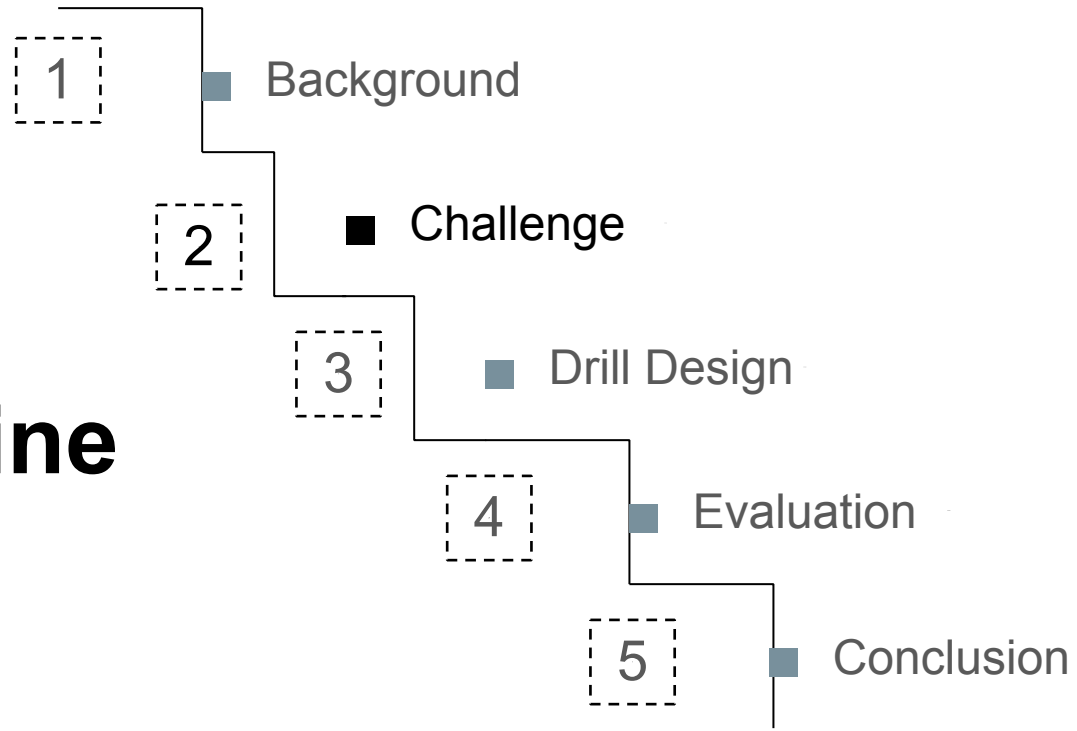 1
Background
2
Challenge
3
Drill Design
ine
4
Evaluation
5
Conclusion